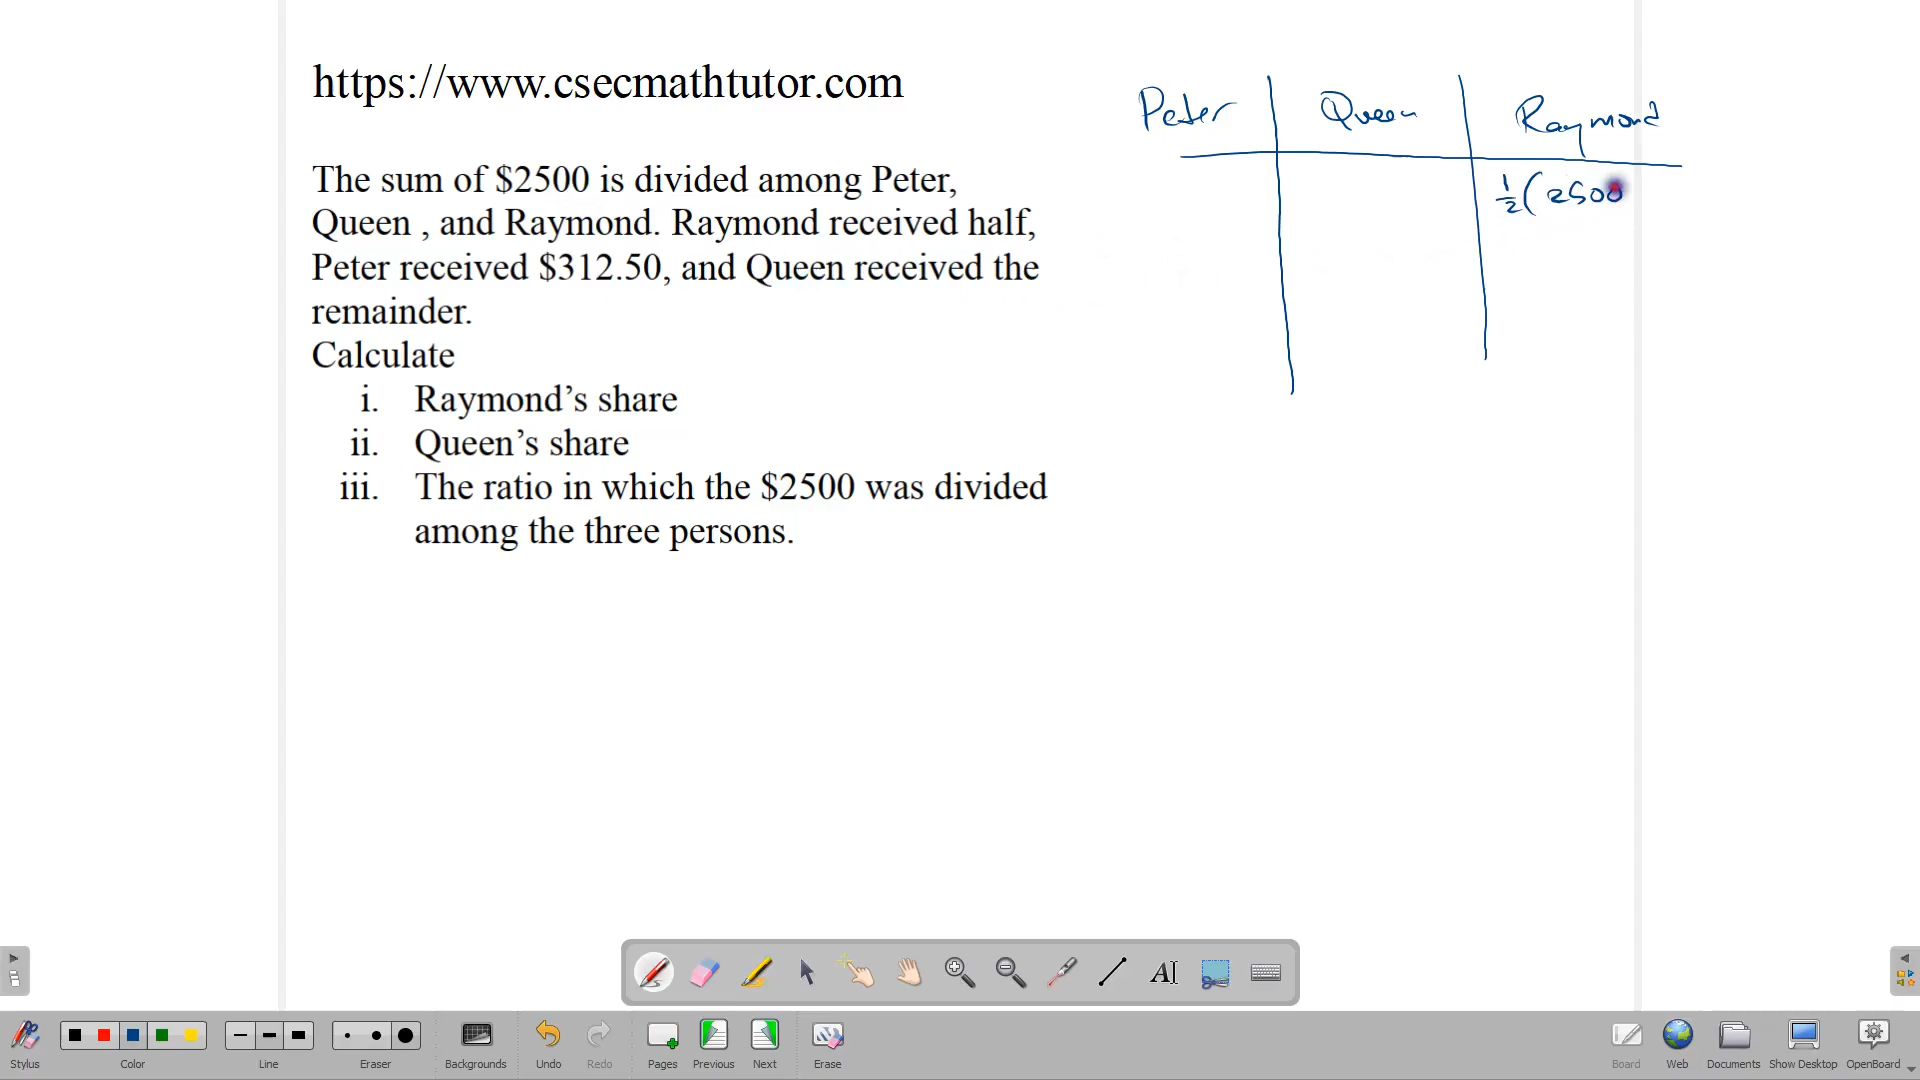 https://www.csecmathtutor.com
Peter Queen Raymond
½(2500
The sum of $2500 is divided among Peter,
Queen , and Raymond. Raymond received half,
Peter received $312.50, and Queen received the
remainder.
Calculate
i. Raymond’s share
ii. Queen’s share
iii. The ratio in which the $2500 was divided
among the three persons.
Stylus Color Line Eraser Backgrounds Undo Redo Pages Previous Next Erase Board Web Documents Show Desktop OpenBoard